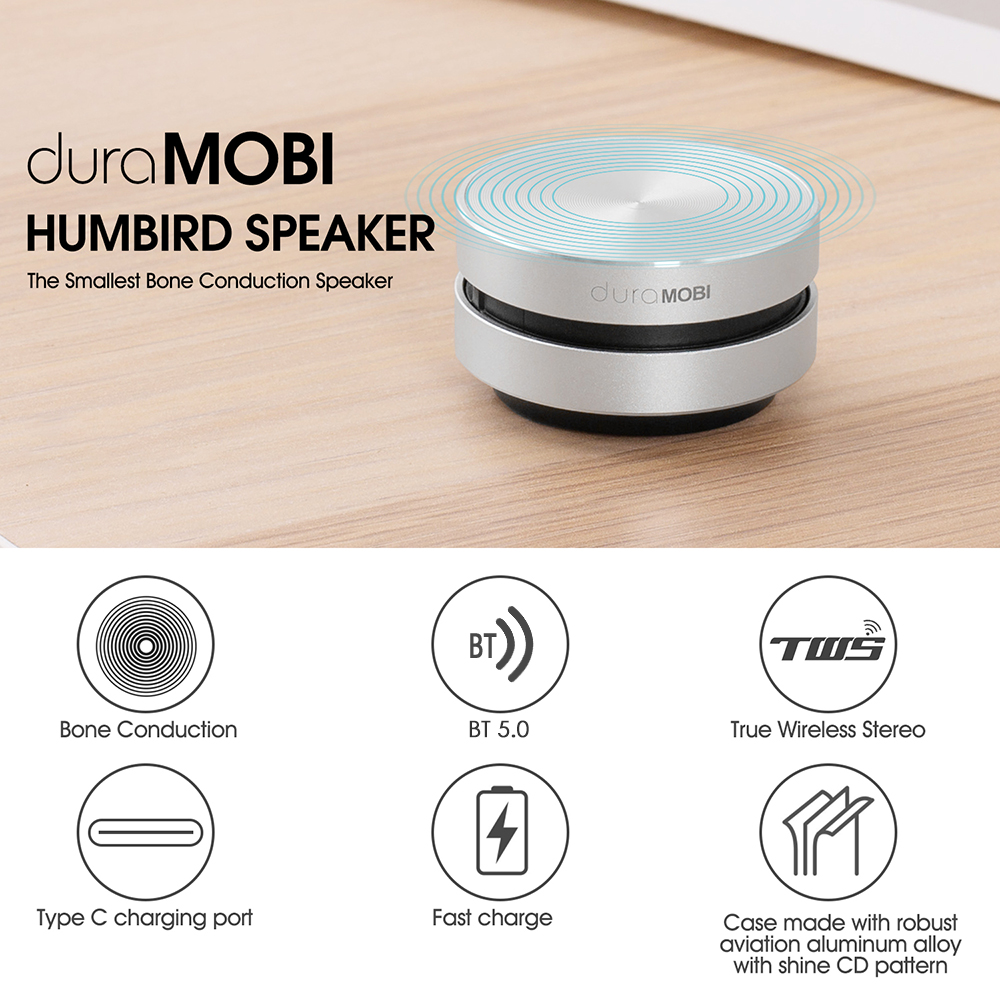 duraMOBI
HUMBIRD SPEAKER
The Smallest Bone Conduction Speaker
duraMOBI
BT
TWS
Bone Conduction
BT 5.0
True Wireless Stereo
Type C charging port
Fast charge
Case made with robust
aviation aluminum alloy
with shine CD pattern